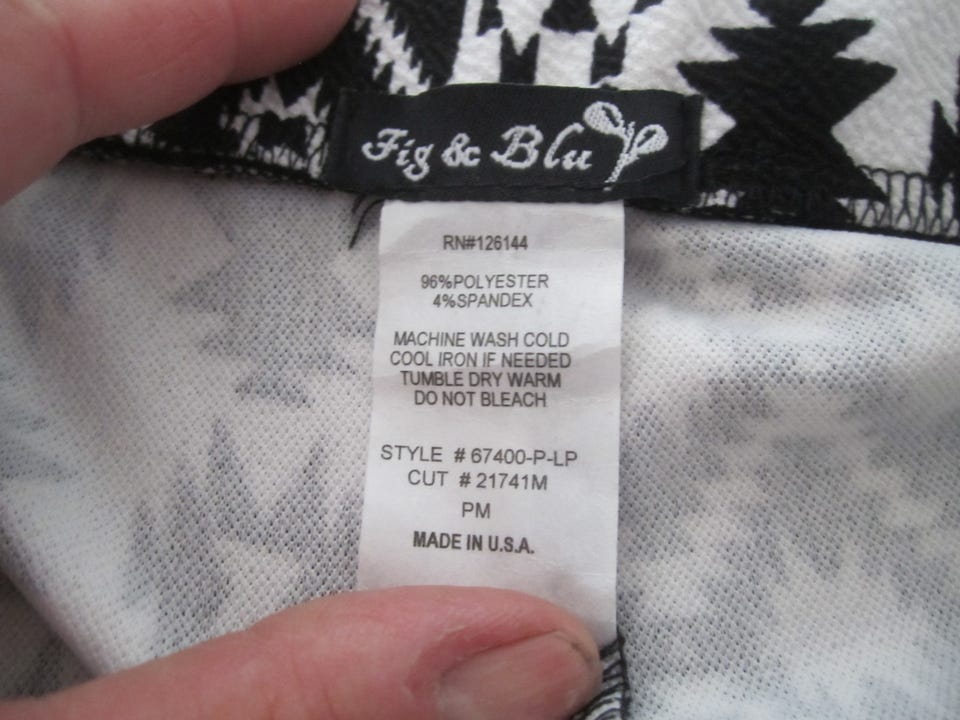 Fig & Blu
RN#126144
96%POLYESTER
4%SPANDEX
MACHINE WASH COLD
COOL IRON IF NEEDED
TUMBLE DRY WARM
DO NOT BLEACH
STYLE # 67400-P-LP
CUT # 21741M
PM
MADE IN U.S.A.